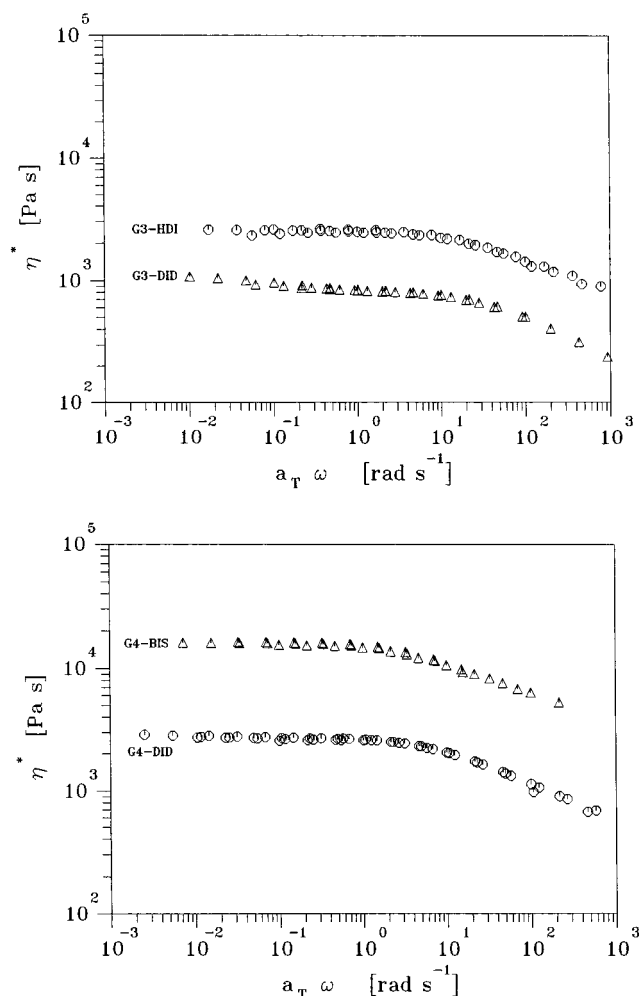 10^5
10^4
10^3
10^2
η* [Pa s]
G3-HDI
G3-DID
10^-3 10^-2 10^-1 10^0 10^1 10^2 10^3
a_T ω [rad s^-1]
10^5
10^4
10^3
10^2
η* [Pa s]
G4-BIS
G4-DID
10^-3 10^-2 10^-1 10^0 10^1 10^2 10^3
a_T ω [rad s^-1]